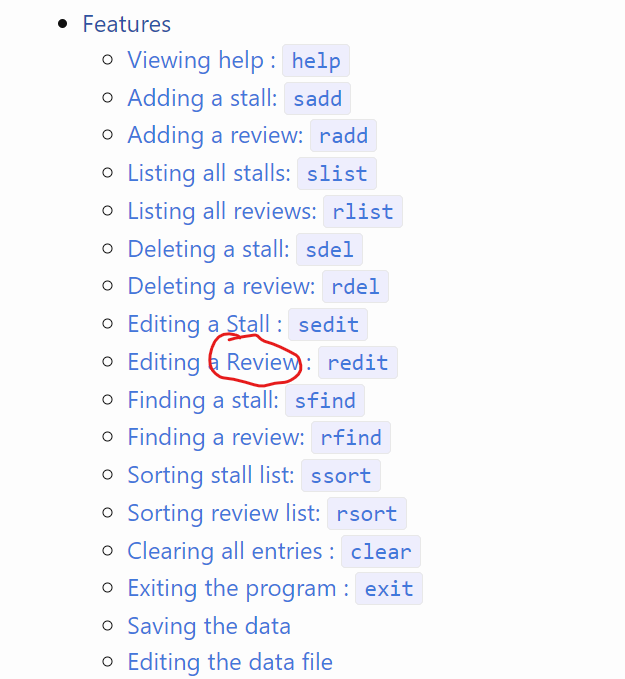 Features
Viewing help : help
Adding a stall: sadd
Adding a review: radd
Listing all stalls: slist
Listing all reviews: rlist
Deleting a stall: sdel
Deleting a review: rdel
Editing a Stall : sedit
Editing a Review : redit
Finding a stall: sfind
Finding a review: rfind
Sorting stall list: ssort
Sorting review list: rsort
Clearing all entries : clear
Exiting the program : exit
Saving the data
Editing the data file